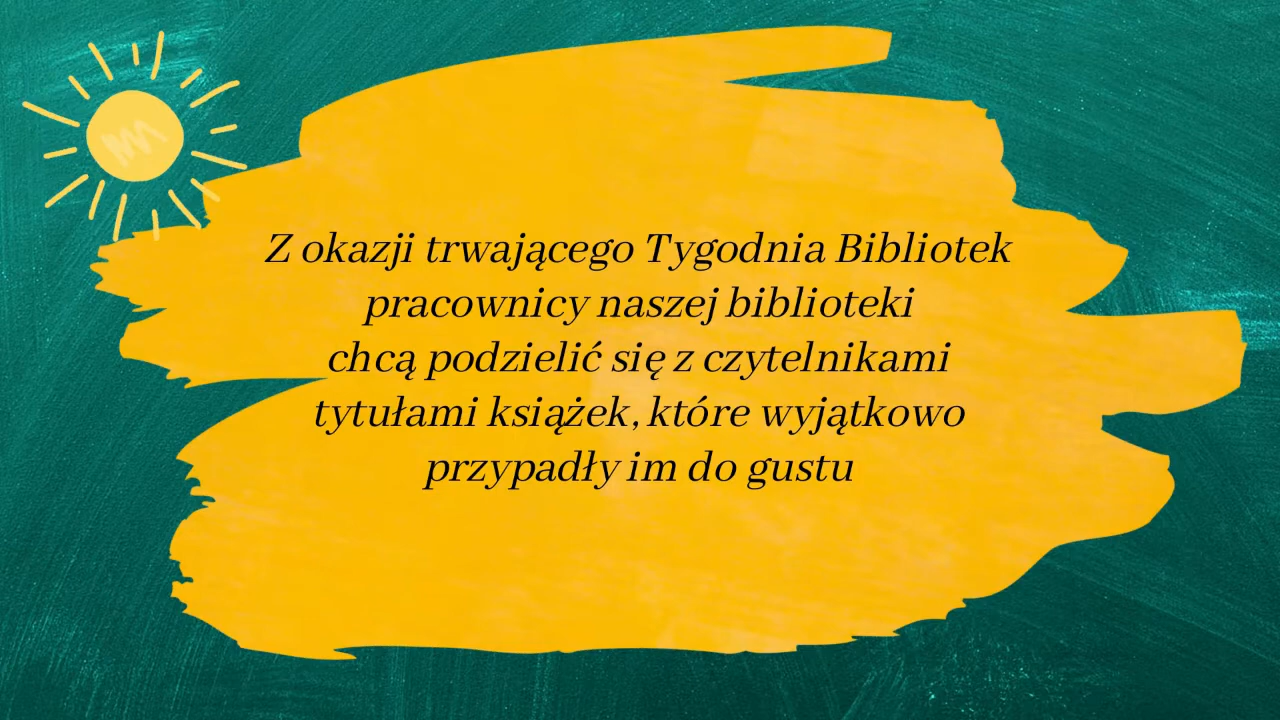 Z okazji trwającego Tygodnia Bibliotek
pracownicy naszej biblioteki
chcą podzielić się z czytelnikami
tytułami książek, które wyjątkowo
przypadły im do gustu